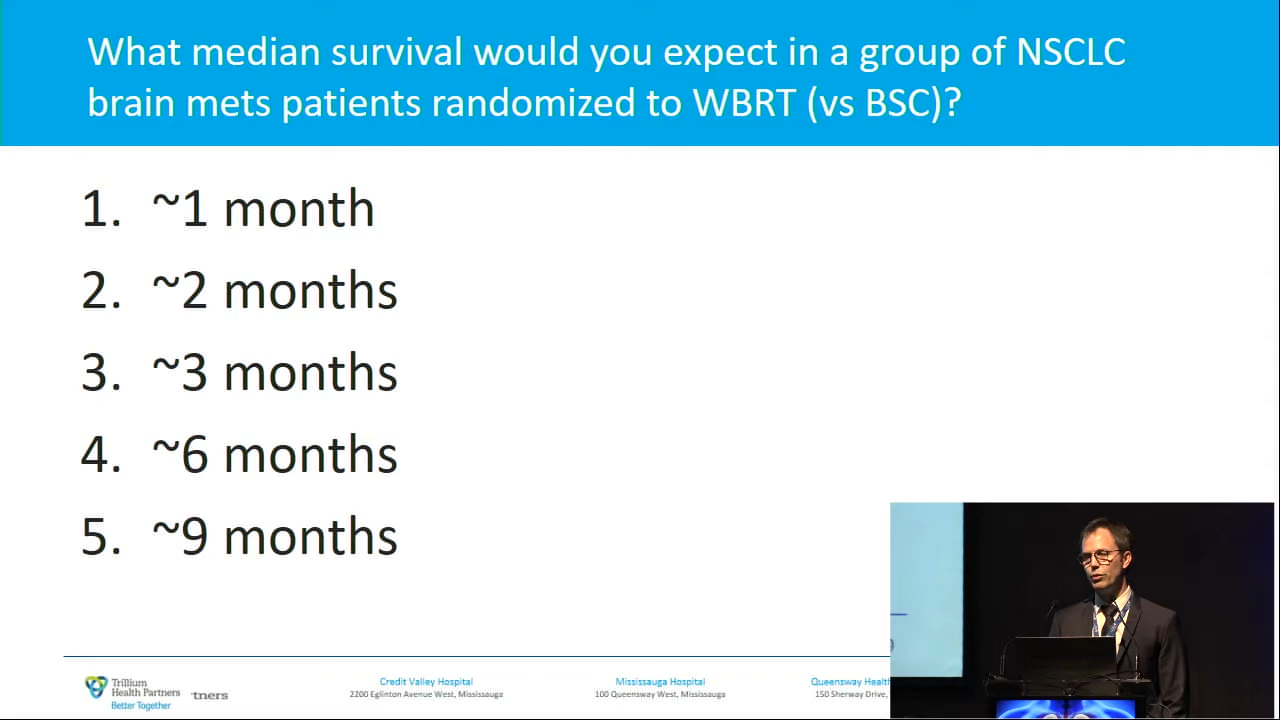 What median survival would you expect in a group of NSCLC
brain mets patients randomized to WBRT (vs BSC)?
1. ~1 month
2. ~2 months
3. ~3 months
4. ~6 months
5. ~9 months
Trillium
Health Partners
Better Together
tners
Credit Valley Hospital
2200 Eglinton Avenue West, Mississauga
Mississauga Hospital
100 Queensway West, Mississauga
Queensway Health
150 Sherway Drive,